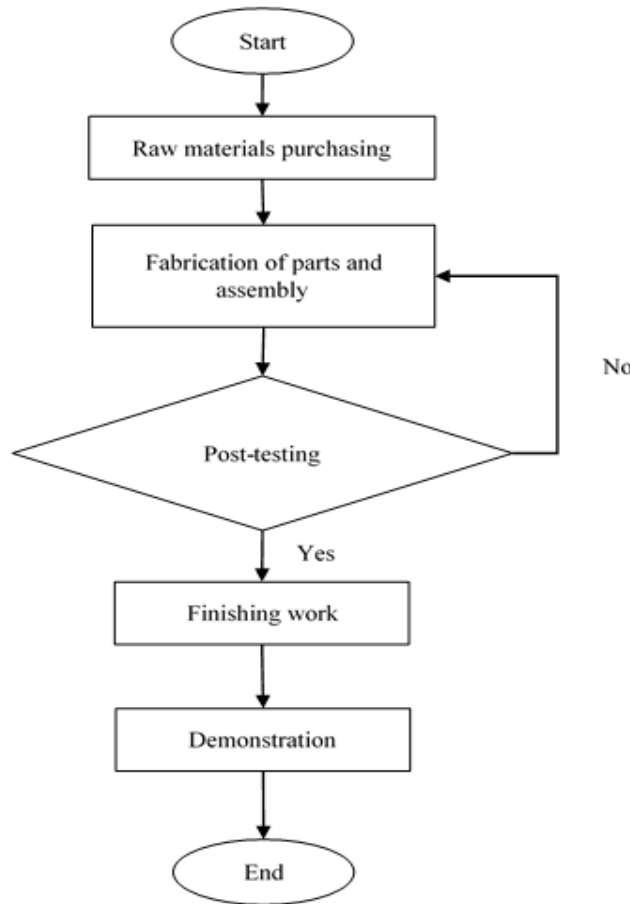 Start
Raw materials purchasing
Fabrication of parts and
assembly
No
Post-testing
Yes
Finishing work
Demonstration
End